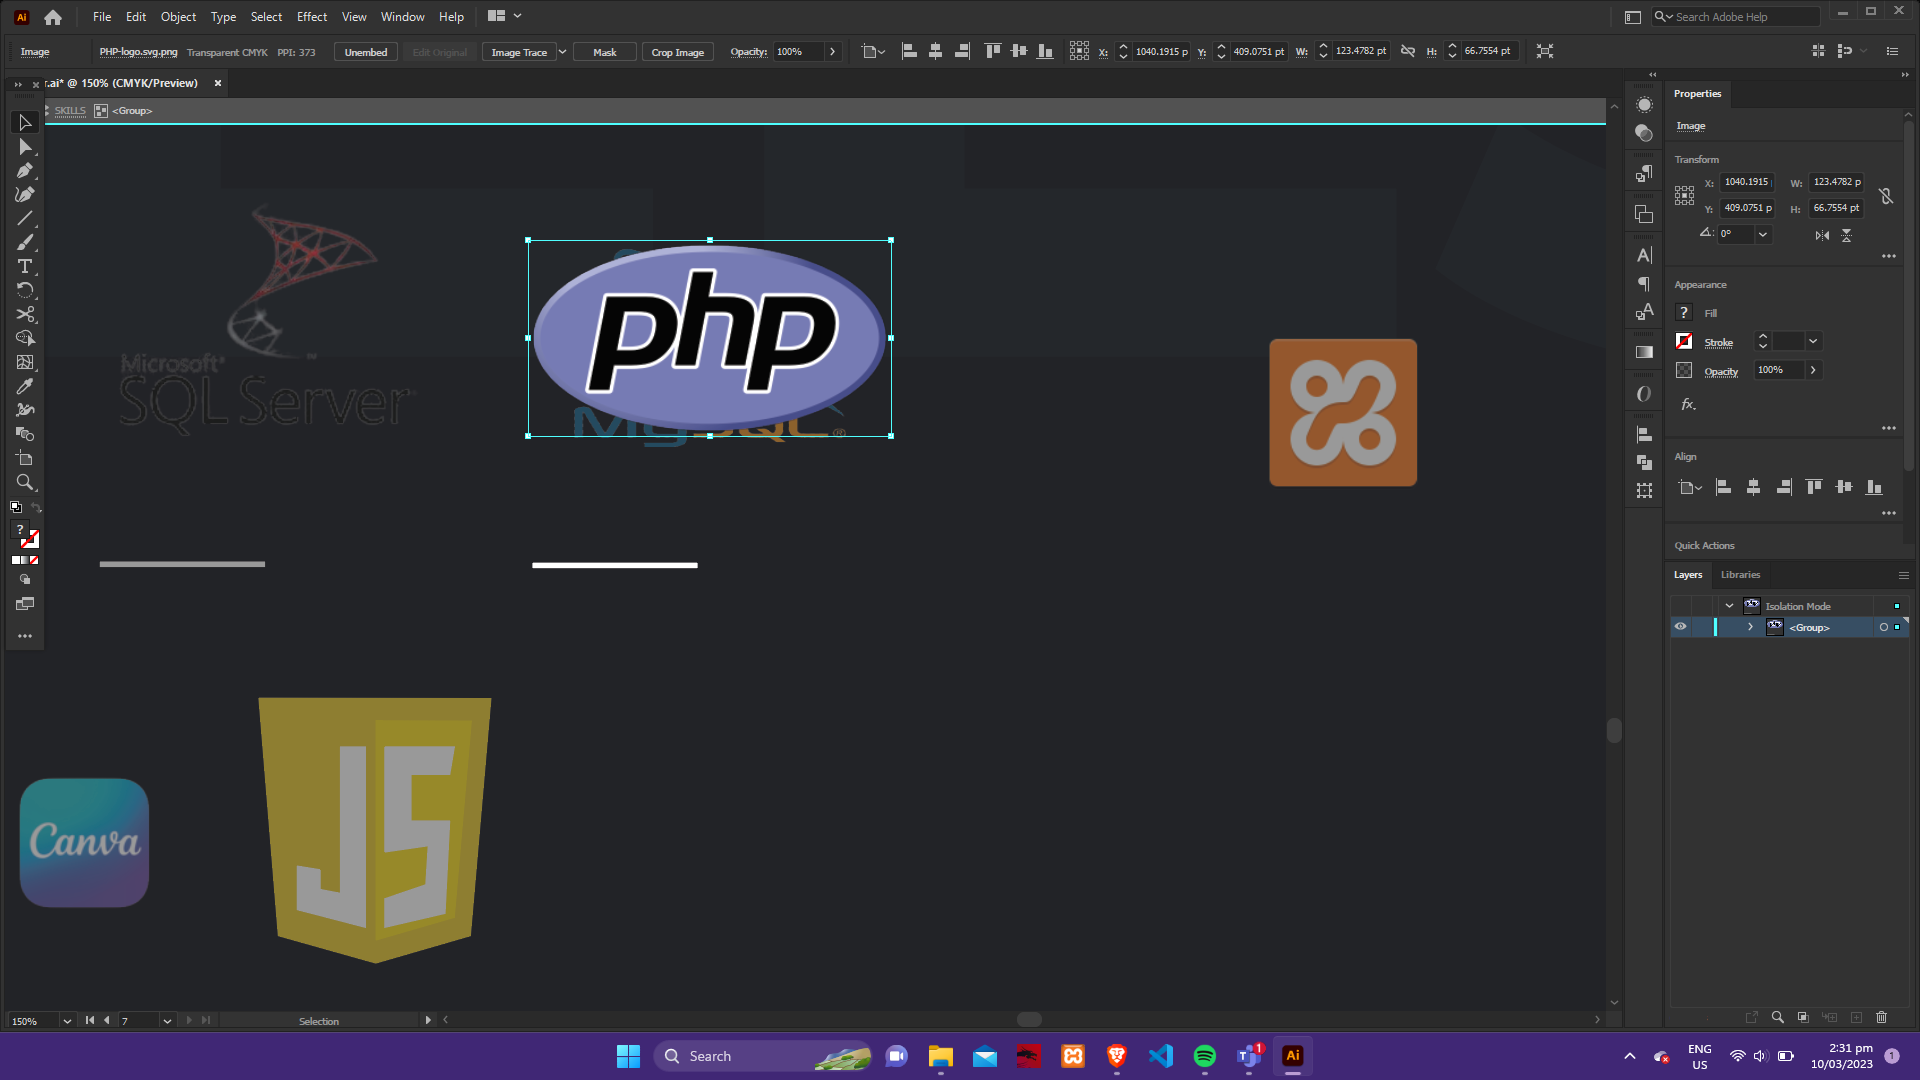 Ai File Edit Object Type Select Effect View Window Help Search Adobe Help
Image PHP-logo.svg.png Transparent CMYK PPI: 373 Unembed Edit Original Image Trace Mask Crop Image Opacity: 100% X: 1040.1915 p Y: 409.0751 pt W: 123.4782 pt H: 66.7554 pt
r.ai* @ 150% (CMYK/Preview)
SKILLS <Group>
Properties
Image
Transform
X: 1040.1915 W: 123.4782 p
Y: 409.0751 p H: 66.7554 pt
0°
Appearance
? Fill
Stroke
Opacity 100%
fx.
Align
Quick Actions
Layers Libraries
Isolation Mode
<Group>
Microsoft®
SQL Server
™
php
MySQL®
Canva
JS
T
?
A
O
150% 7 Selection
Search Ai
1
ENG
US
2:31 pm
10/03/2023
1